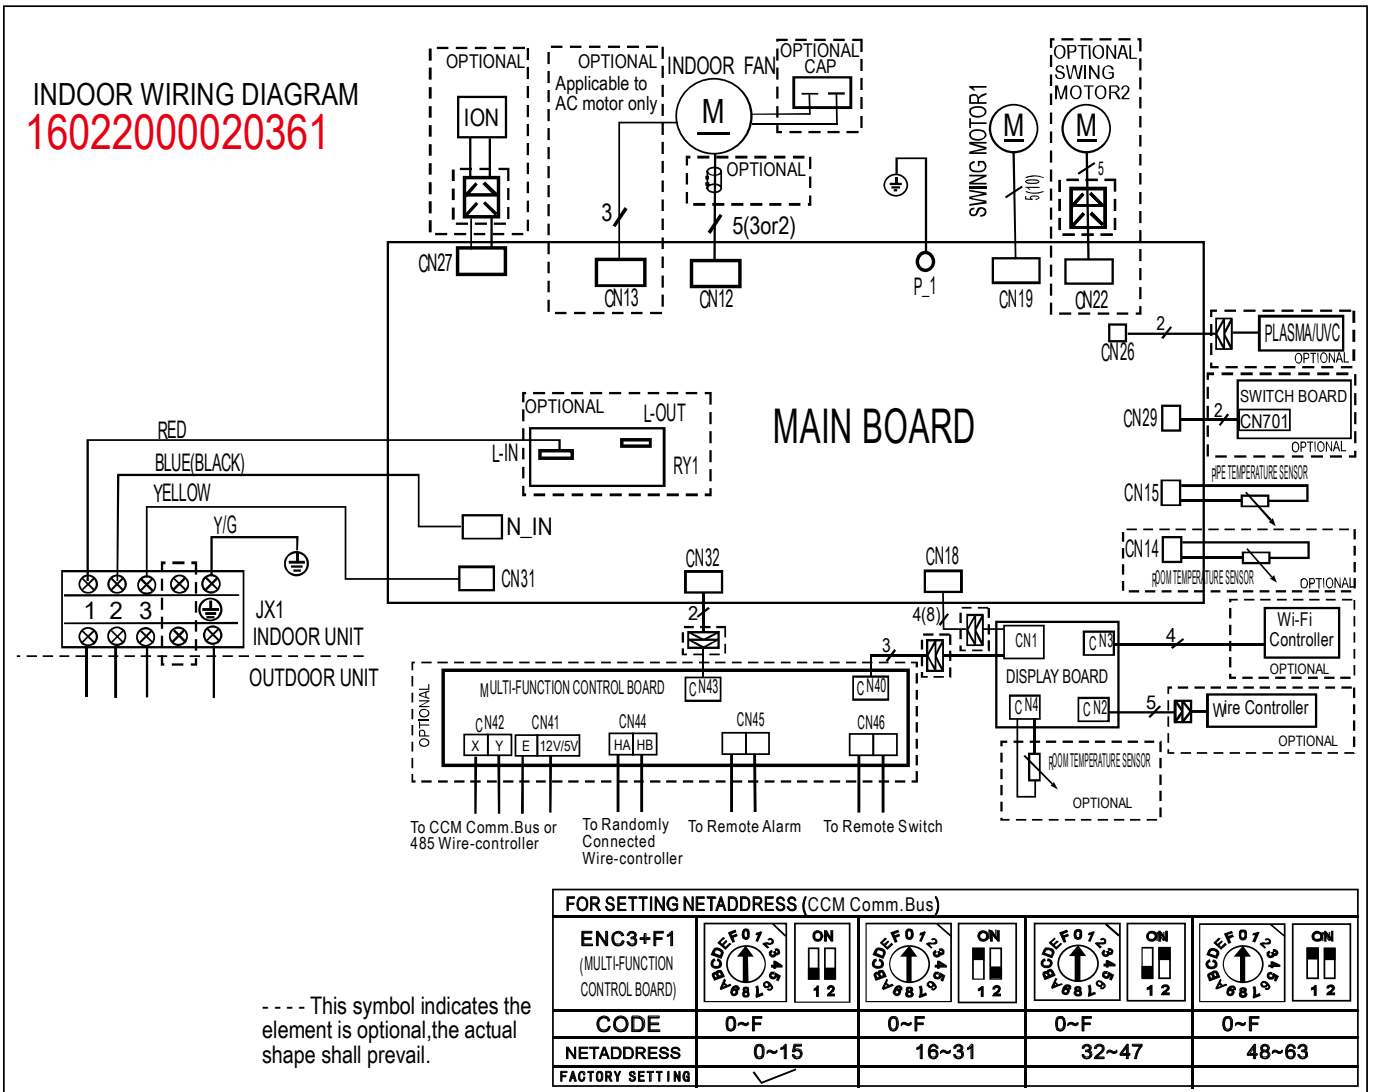 INDOOR WIRING DIAGRAM
16022000020361
OPTIONAL
ION
CN27
OPTIONAL
Applicable to
AC motor only
3
CN13
INDOOR FAN
M
OPTIONAL
CAP
OPTIONAL
5(3or2)
CN12
P_1
SWING MOTOR1
M
5(10)
CN19
OPTIONAL
SWING
MOTOR2
M
5
CN22
CN26
2
PLASMA/UVC
OPTIONAL
CN29
2
SWITCH BOARD
CN701
OPTIONAL
CN15
PIPE TEMPERATURE SENSOR
CN14
ROOM TEMPERATURE SENSOR
OPTIONAL
MAIN BOARD
OPTIONAL
L-OUT
L-IN
RY1
RED
BLUE(BLACK)
YELLOW
Y/G
N_IN
CN31
1 2 3
JX1
INDOOR UNIT
OUTDOOR UNIT
CN32
2
CN18
4(8)
3
CN1
CN3
DISPLAY BOARD
CN4
CN2
4
Wi-Fi
Controller
OPTIONAL
5
Wire Controller
OPTIONAL
ROOM TEMPERATURE SENSOR
OPTIONAL
OPTIONAL
MULTI-FUNCTION CONTROL BOARD
CN43
CN40
CN42 CN41 CN44 CN45 CN46
X Y E 12V/5V HA HB
To CCM Comm.Bus or
485 Wire-controller
To Randomly
Connected
Wire-controller
To Remote Alarm
To Remote Switch
FOR SETTING NETADDRESS (CCM Comm.Bus)
ENC3+F1
(MULTI-FUNCTION
CONTROL BOARD)
0123456789ABCDEF
ON
1 2
0123456789ABCDEF
ON
1 2
0123456789ABCDEF
ON
1 2
0123456789ABCDEF
ON
1 2
CODE 0~F 0~F 0~F 0~F
NETADDRESS 0~15 16~31 32~47 48~63
FACTORY SETTING
- - - - This symbol indicates the
element is optional,the actual
shape shall prevail.